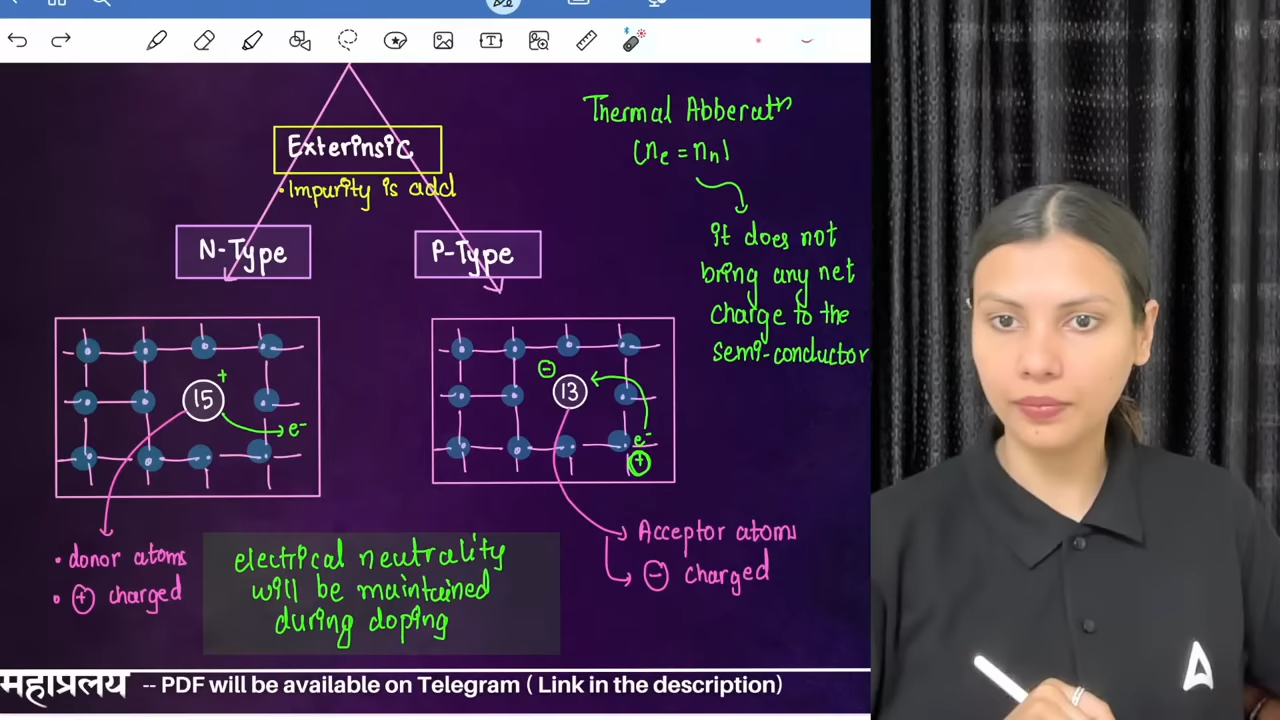 Thermal Abberatn
(ne = nn)
Exterinsic
• Impurity is add
N-Type
P-Type
it does not
bring any net
charge to the
semi-conductor
+
15
e-
-
13
e-
+
• donor atoms
• + charged
electrical neutrality
will be maintained
during doping
Acceptor atoms
- charged
महाप्रलय -- PDF will be available on Telegram ( Link in the description)